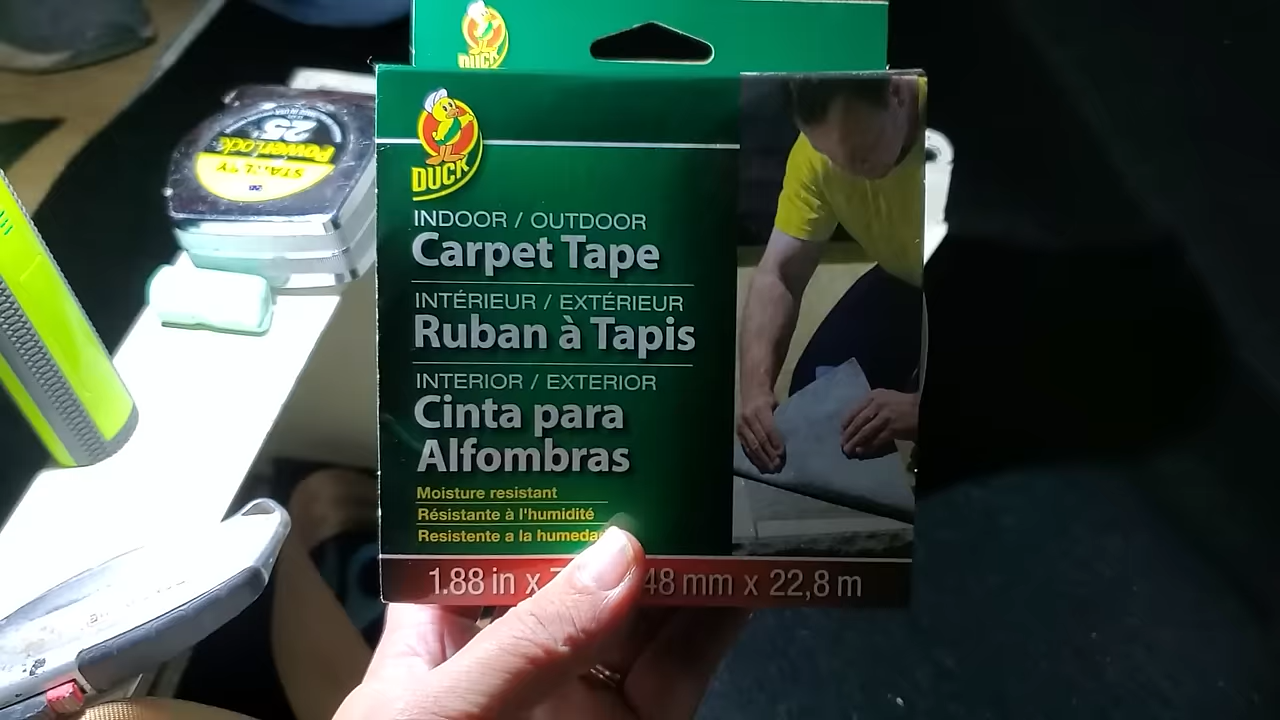 DUCK
DUCK
INDOOR / OUTDOOR
Carpet Tape
INTÉRIEUR / EXTÉRIEUR
Ruban à Tapis
INTERIOR / EXTERIOR
Cinta para
Alfombras
Moisture resistant
Résistante à l'humidité
Resistente a la
1.88 in x 48 mm x 22,8 m
STANLEY
PowerLock
25